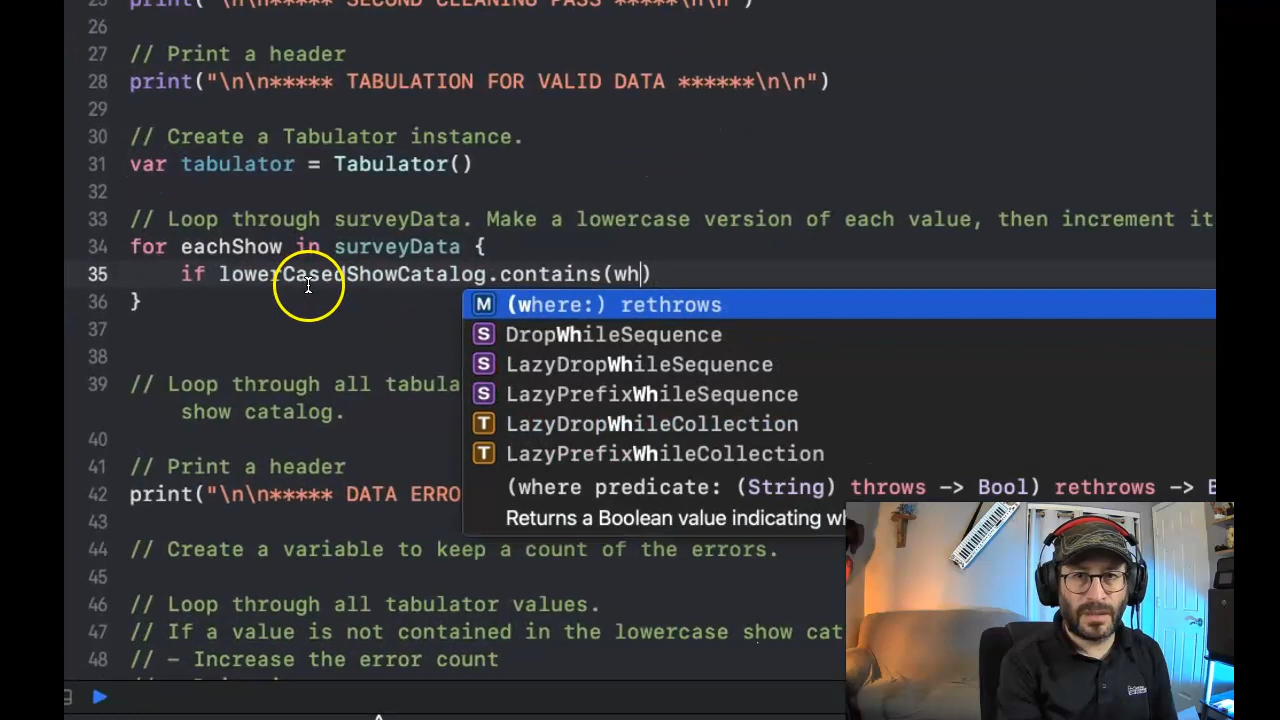 25 print("\n\n***** SECOND CLEANING PASS *****\n\n")
26
27 // Print a header
28 print("\n\n***** TABULATION FOR VALID DATA ******\n\n")
29
30 // Create a Tabulator instance.
31 var tabulator = Tabulator()
32
33 // Loop through surveyData. Make a lowercase version of each value, then increment it
34 for eachShow in surveyData {
35 if lowerCasedShowCatalog.contains(wh)
36 }
M (where:) rethrows
37
S DropWhileSequence
38
S LazyDropWhileSequence
39 // Loop through all tabula
S LazyPrefixWhileSequence
show catalog.
T LazyDropWhileCollection
40
T LazyPrefixWhileCollection
41 // Print a header
(where predicate: (String) throws -> Bool) rethrows -> B
42 print("\n\n***** DATA ERRO
Returns a Boolean value indicating wh
43
44 // Create a variable to keep a count of the errors.
45
46 // Loop through all tabulator values.
47 // If a value is not contained in the lowercase show cat
48 // - Increase the error count